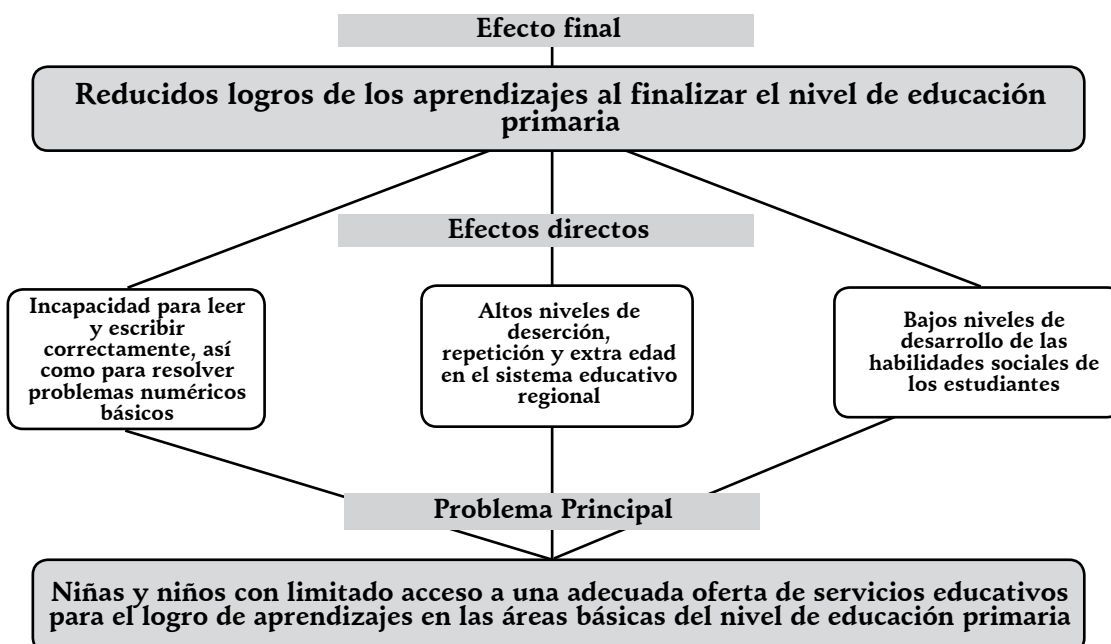 Efecto final
Reducidos logros de los aprendizajes al finalizar el nivel de educación
primaria
Efectos directos
Incapacidad para leer
y escribir
correctamente, así
como para resolver
problemas numéricos
básicos
Altos niveles de
deserción,
repetición y extra edad
en el sistema educativo
regional
Bajos niveles de
desarrollo de las
habilidades sociales de
los estudiantes
Problema Principal
Niñas y niños con limitado acceso a una adecuada oferta de servicios educativos
para el logro de aprendizajes en las áreas básicas del nivel de educación primaria